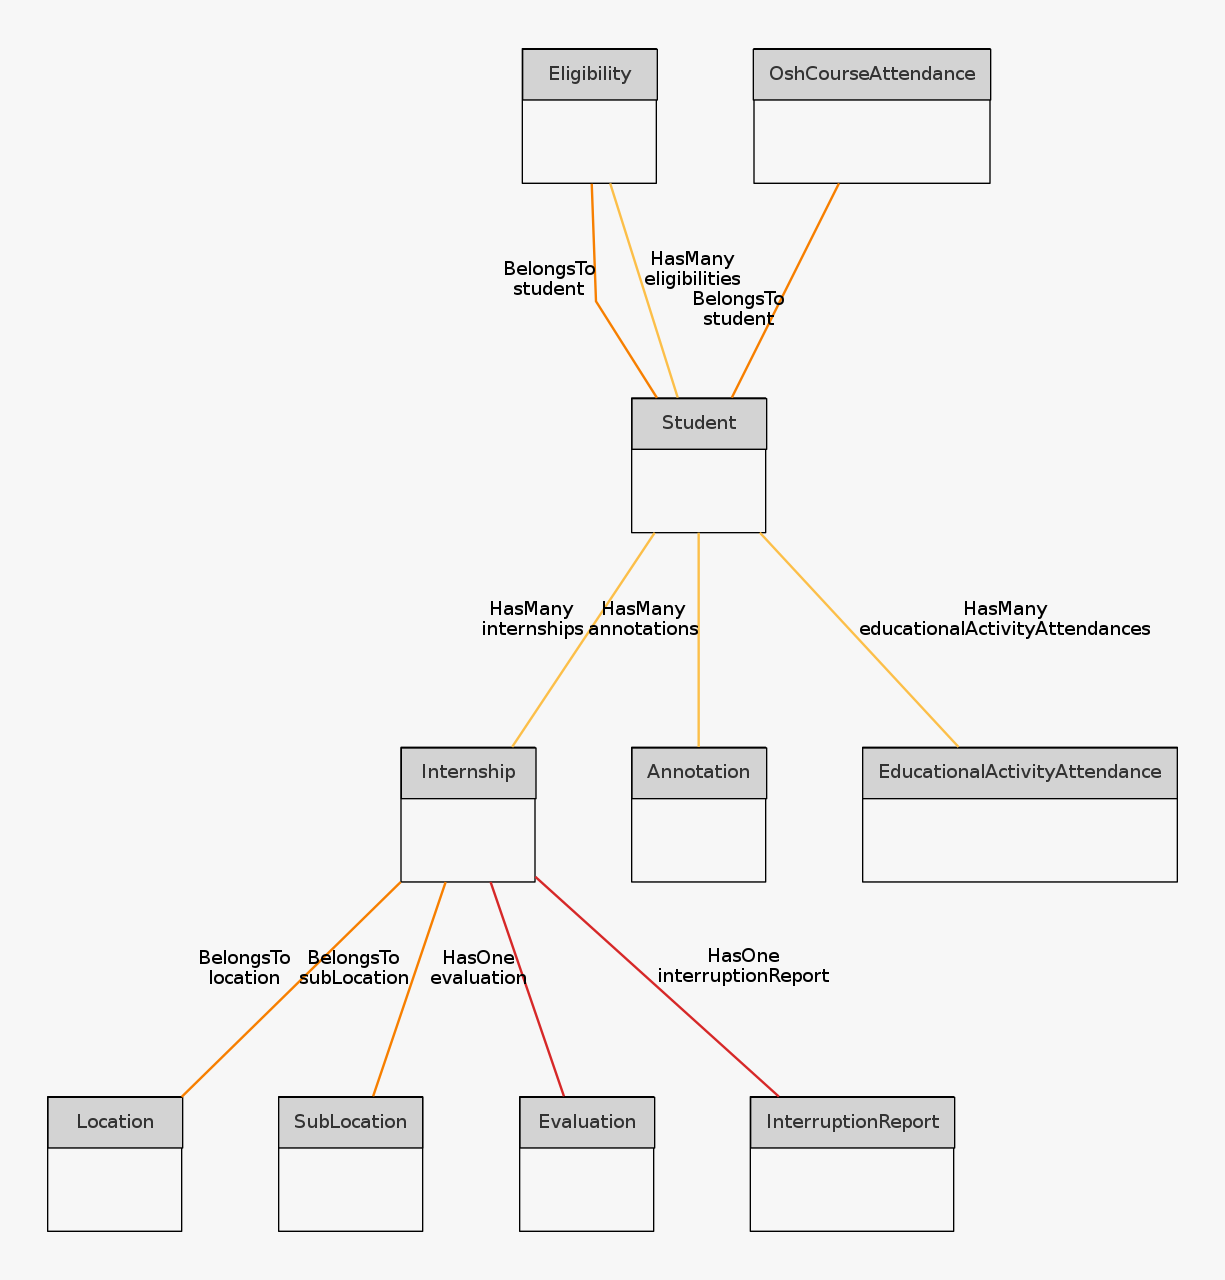 Eligibility
OshCourseAttendance
BelongsTo
student
HasMany
eligibilities
BelongsTo
student
Student
HasMany
internships
HasMany
annotations
HasMany
educationalActivityAttendances
Internship
Annotation
EducationalActivityAttendance
BelongsTo
location
BelongsTo
subLocation
HasOne
evaluation
HasOne
interruptionReport
Location
SubLocation
Evaluation
InterruptionReport